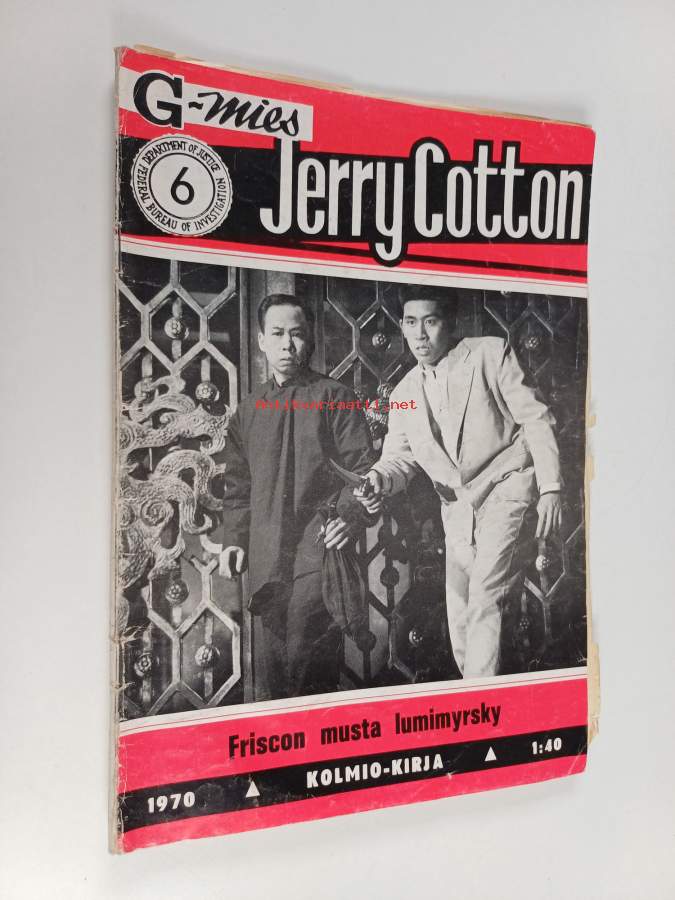 G-mies
DEPARTMENT OF JUSTICE
FEDERAL BUREAU OF INVESTIGATION
6
Jerry Cotton
Antikvariaatti.net
Friscon musta lumimyrsky
1970 ▲ KOLMIO-KIRJA ▲ 1:40